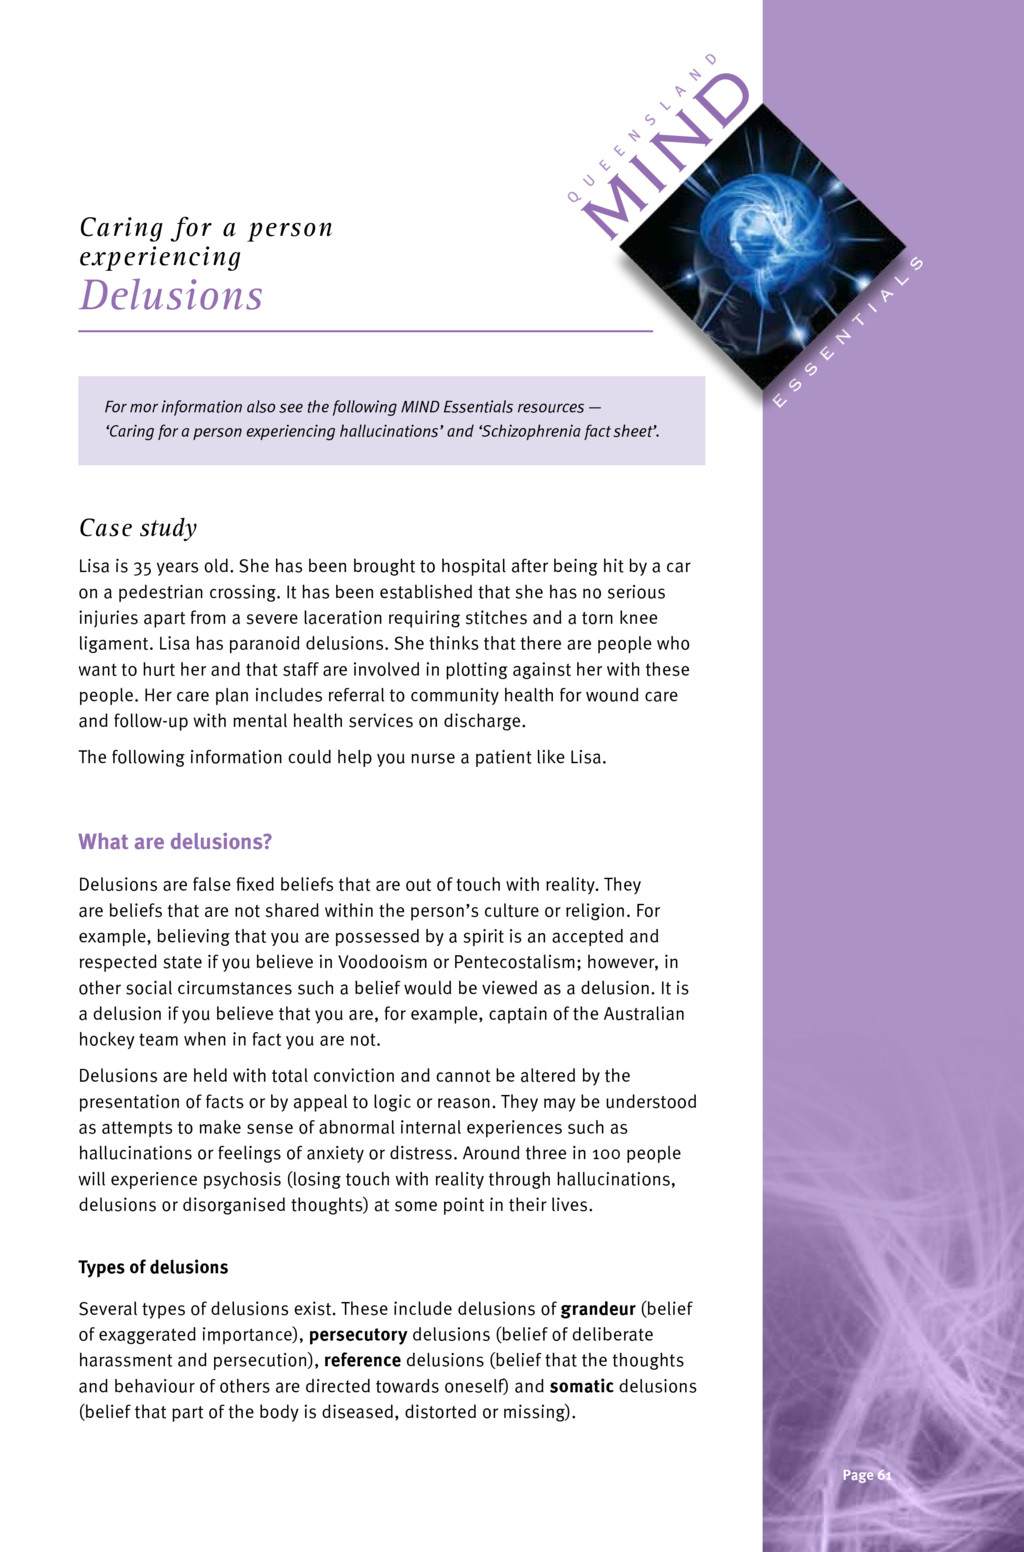 QUEENSLAND
MIND
ESSENTIALS
Caring for a person
experiencing
Delusions
For mor information also see the following MIND Essentials resources —
‘Caring for a person experiencing hallucinations’ and ‘Schizophrenia fact sheet’.
Case study
Lisa is 35 years old. She has been brought to hospital after being hit by a car
on a pedestrian crossing. It has been established that she has no serious
injuries apart from a severe laceration requiring stitches and a torn knee
ligament. Lisa has paranoid delusions. She thinks that there are people who
want to hurt her and that staff are involved in plotting against her with these
people. Her care plan includes referral to community health for wound care
and follow-up with mental health services on discharge.
The following information could help you nurse a patient like Lisa.
What are delusions?
Delusions are false fixed beliefs that are out of touch with reality. They
are beliefs that are not shared within the person’s culture or religion. For
example, believing that you are possessed by a spirit is an accepted and
respected state if you believe in Voodooism or Pentecostalism; however, in
other social circumstances such a belief would be viewed as a delusion. It is
a delusion if you believe that you are, for example, captain of the Australian
hockey team when in fact you are not.
Delusions are held with total conviction and cannot be altered by the
presentation of facts or by appeal to logic or reason. They may be understood
as attempts to make sense of abnormal internal experiences such as
hallucinations or feelings of anxiety or distress. Around three in 100 people
will experience psychosis (losing touch with reality through hallucinations,
delusions or disorganised thoughts) at some point in their lives.
Types of delusions
Several types of delusions exist. These include delusions of grandeur (belief
of exaggerated importance), persecutory delusions (belief of deliberate
harassment and persecution), reference delusions (belief that the thoughts
and behaviour of others are directed towards oneself) and somatic delusions
(belief that part of the body is diseased, distorted or missing).
Page 61